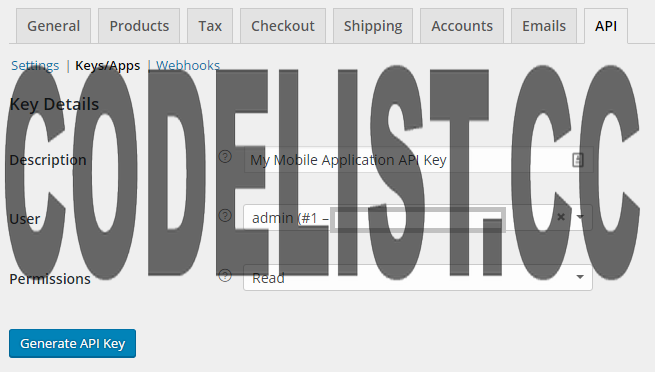 General Products Tax Checkout Shipping Accounts Emails API
Settings | Keys/Apps | Webhooks
Key Details
CODELIST.CC
Description ? My Mobile Application API Key
User ? admin (#1 – ×
Permissions ? Read
Generate API Key